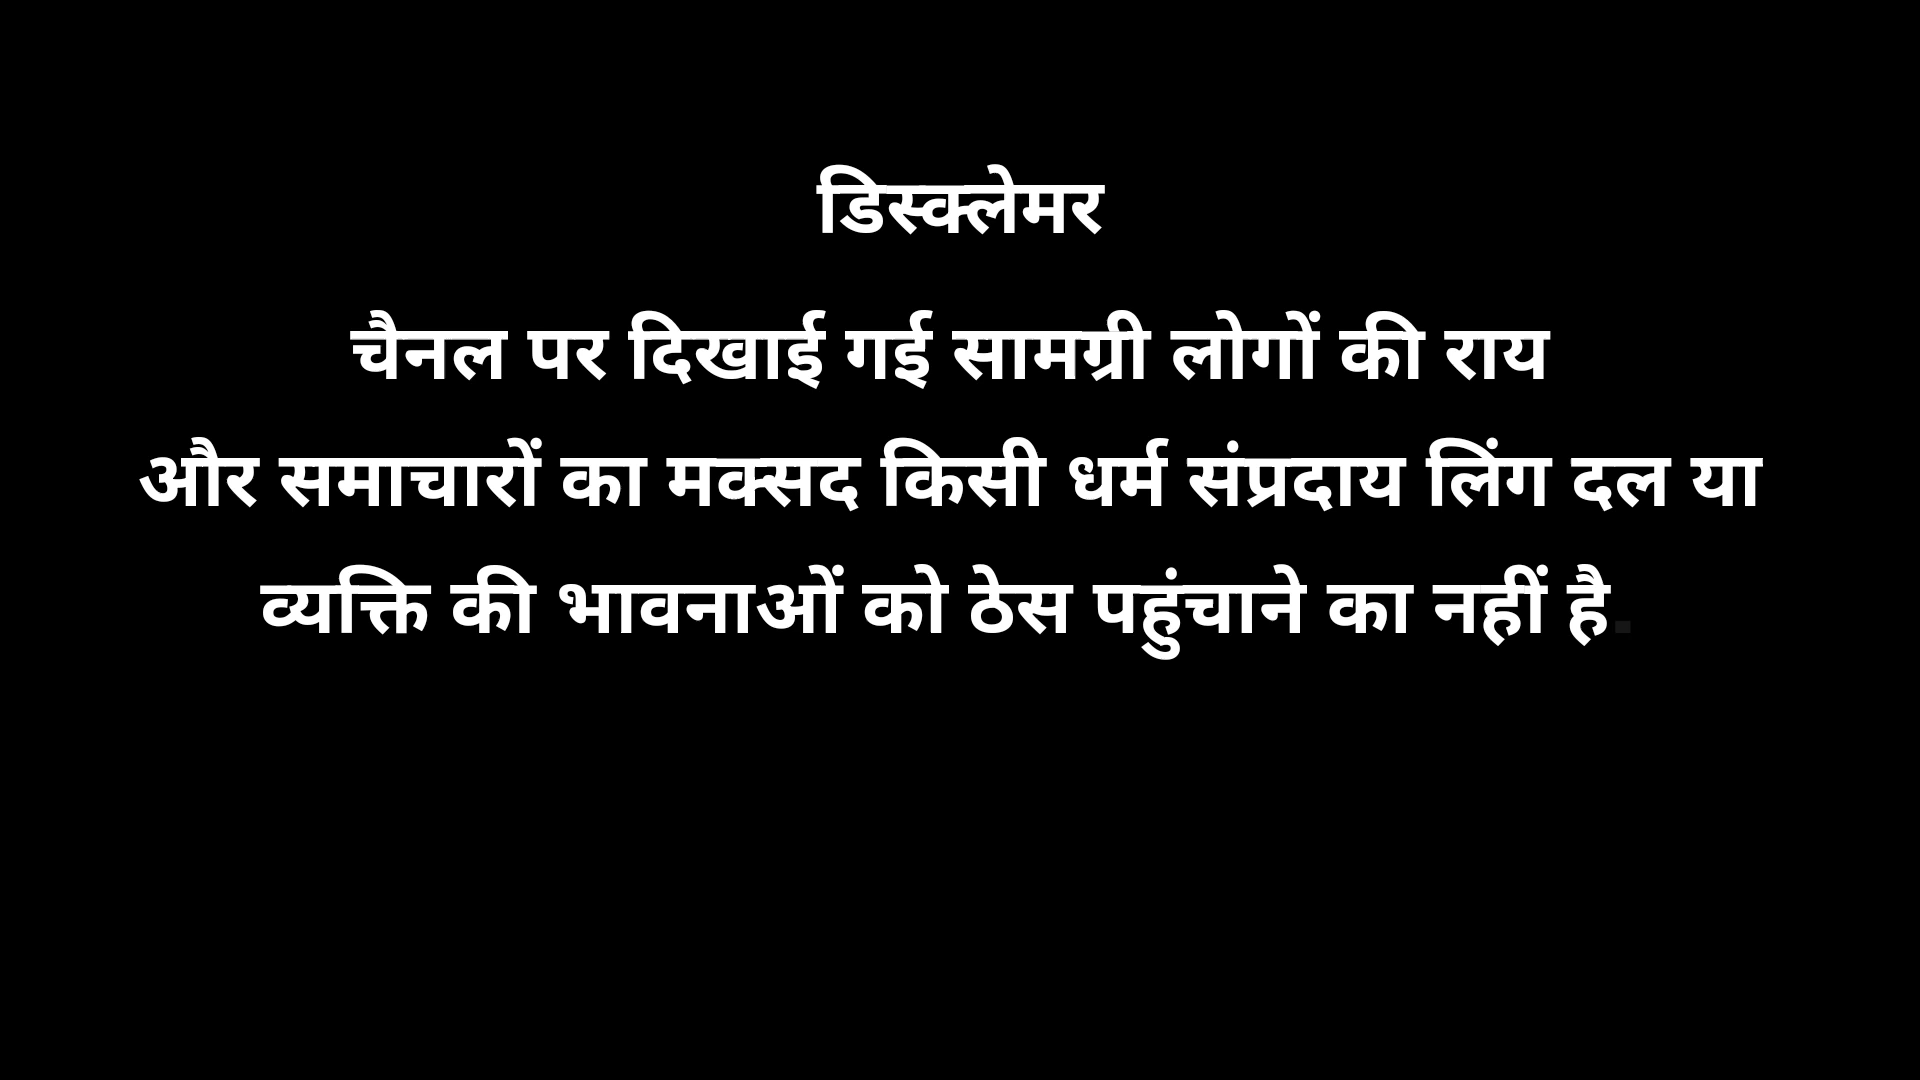 डिस्क्लेमर
चैनल पर दिखाई गई सामग्री लोगों की राय
और समाचारों का मक्सद किसी धर्म संप्रदाय लिंग दल या
व्यक्ति की भावनाओं को ठेस पहुंचाने का नहीं है.